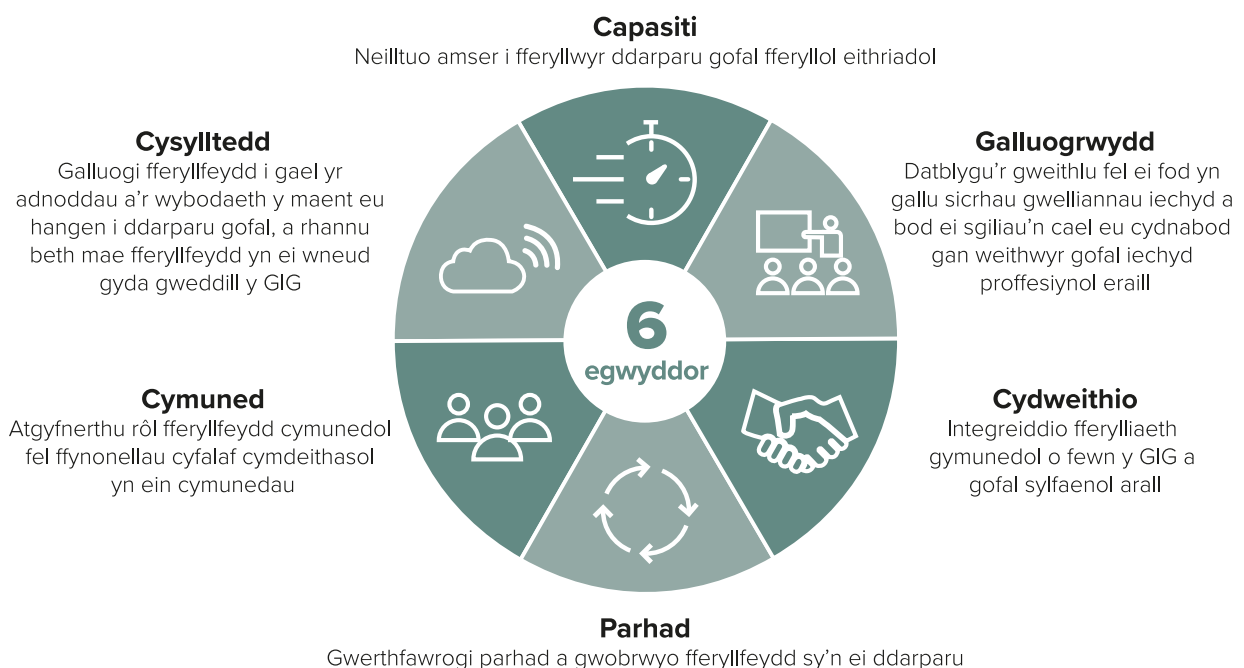 Capasiti
Neilltuo amser i fferyllwyr ddarparu gofal fferyllol eithriadol
Cysylltedd
Galluogi fferyllfeydd i gael yr
adnoddau a'r wybodaeth y maent eu
hangen i ddarparu gofal, a rhannu
beth mae fferyllfeydd yn ei wneud
gyda gweddill y GIG
Galluogrwydd
Datblygu'r gweithlu fel ei fod yn
gallu sicrhau gwelliannau iechyd a
bod ei sgiliau'n cael eu cydnabod
gan weithwyr gofal iechyd
proffesiynol eraill
6
egwyddor
Cymuned
Atgyfnerthu rôl fferyllfeydd cymunedol
fel ffynonellau cyfalaf cymdeithasol
yn ein cymunedau
Cydweithio
Integreiddio fferylliaeth
gymunedol o fewn y GIG a
gofal sylfaenol arall
Parhad
Gwerthfawrogi parhad a gwobrwyo fferyllfeydd sy'n ei ddarparu